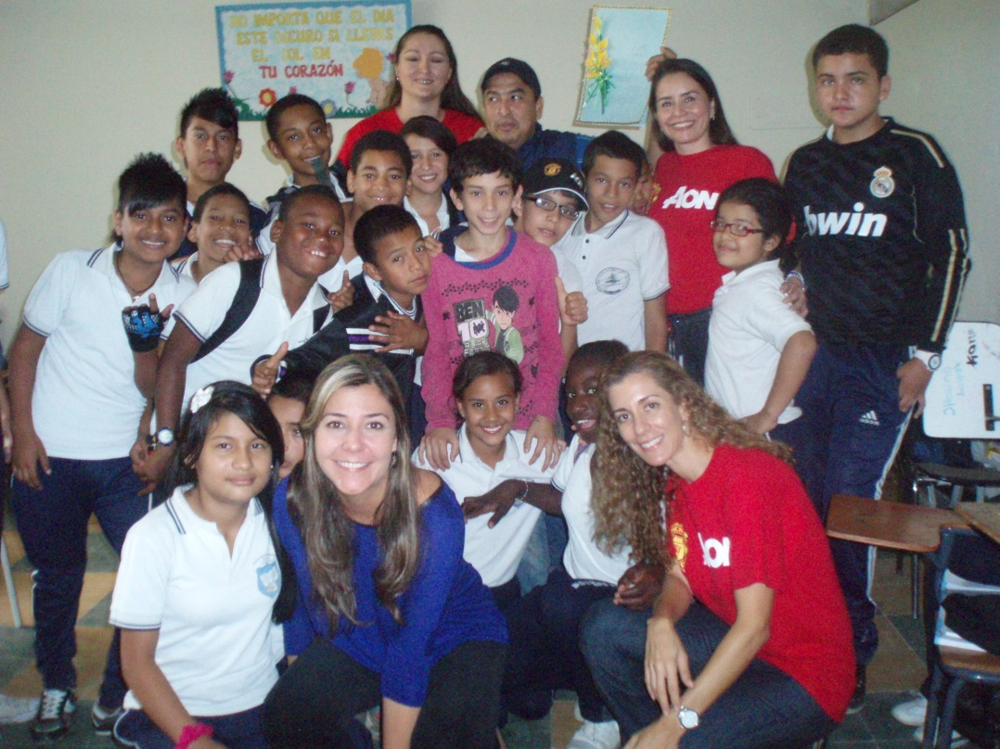 NO IMPORTA QUE EL DIA
ESTE OSCURO SI LLEVAS
EL SOL EN
TU CORAZÓN
AON
bwin
BEN
10
AON
adidas